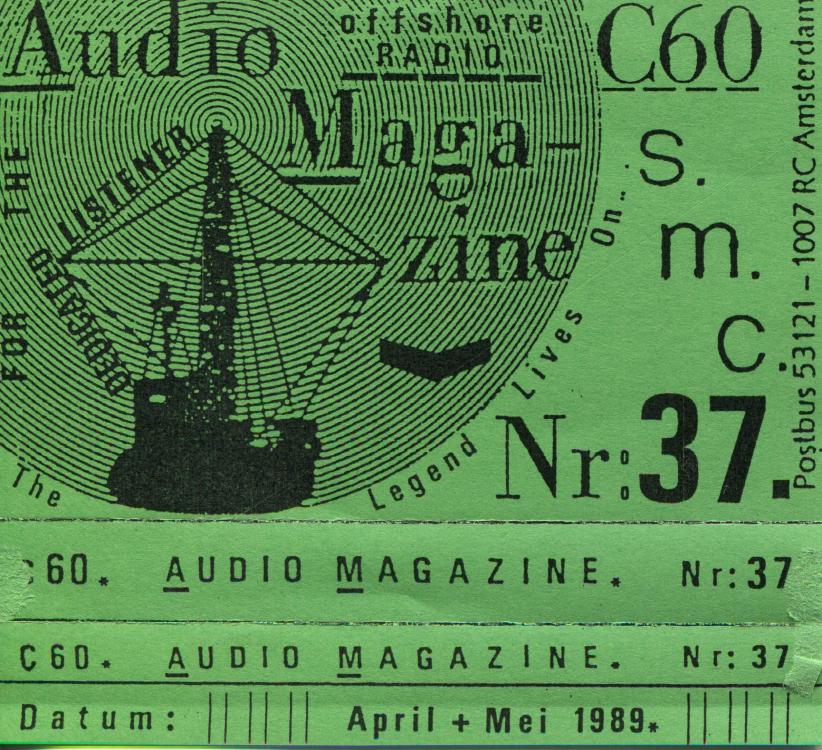 Audio
offshore
RADIO
C60
Maga-
zine
s.
m.
c.
FOR THE
DEDICATED LISTENER
The Legend Lives On..
Nr: 37.
Postbus 53121 – 1007 RC Amsterdam
C60. AUDIO MAGAZINE. Nr: 37
C60. AUDIO MAGAZINE. Nr: 37
Datum: April + Mei 1989.